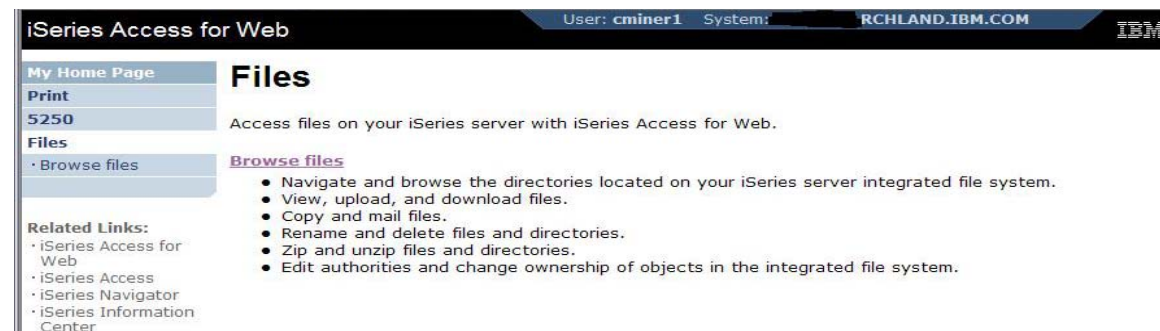 iSeries Access for Web
User: cminer1 System: RCHLAND.IBM.COM
IBM
My Home Page
Print
5250
Files
· Browse files
Related Links:
· iSeries Access for
Web
· iSeries Access
· iSeries Navigator
· iSeries Information
Center
Files
Access files on your iSeries server with iSeries Access for Web.
Browse files
● Navigate and browse the directories located on your iSeries server integrated file system.
● View, upload, and download files.
● Copy and mail files.
● Rename and delete files and directories.
● Zip and unzip files and directories.
● Edit authorities and change ownership of objects in the integrated file system.